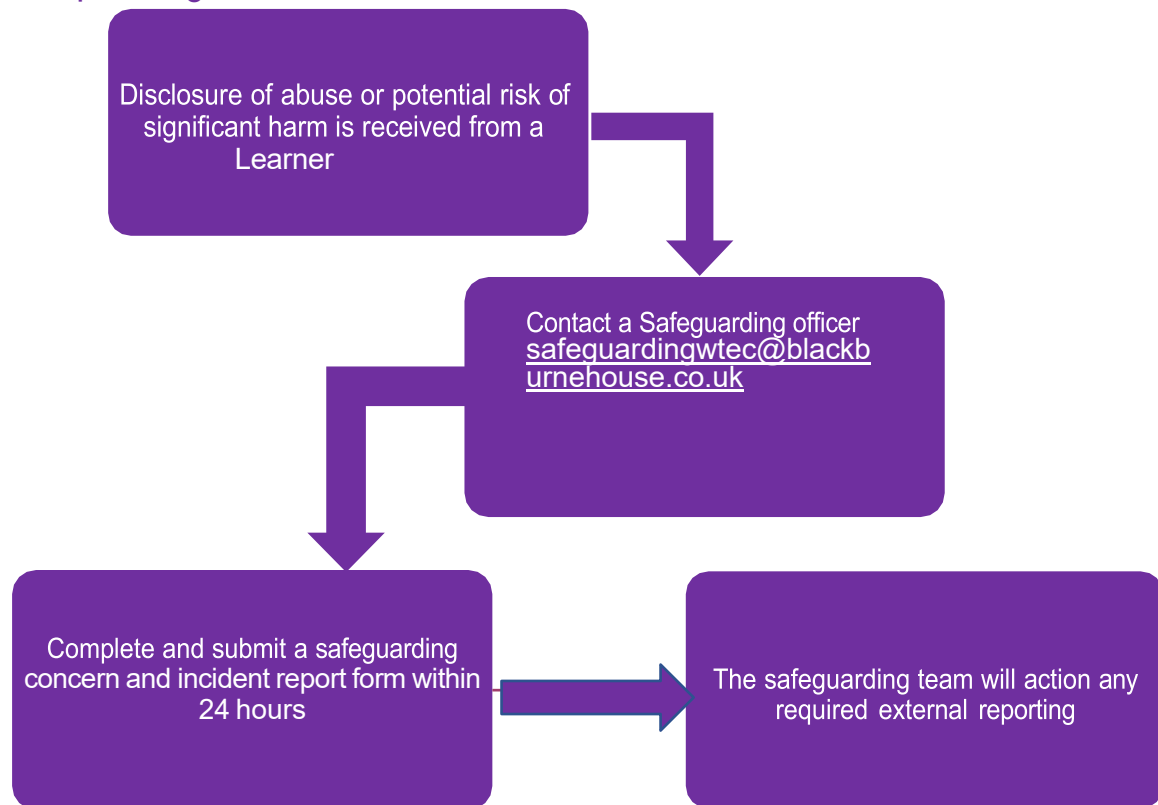 Disclosure of abuse or potential risk of
significant harm is received from a
Learner
Contact a Safeguarding officer
safeguardingwtec@blackb
urnehouse.co.uk
Complete and submit a safeguarding
concern and incident report form within
24 hours
The safeguarding team will action any
required external reporting